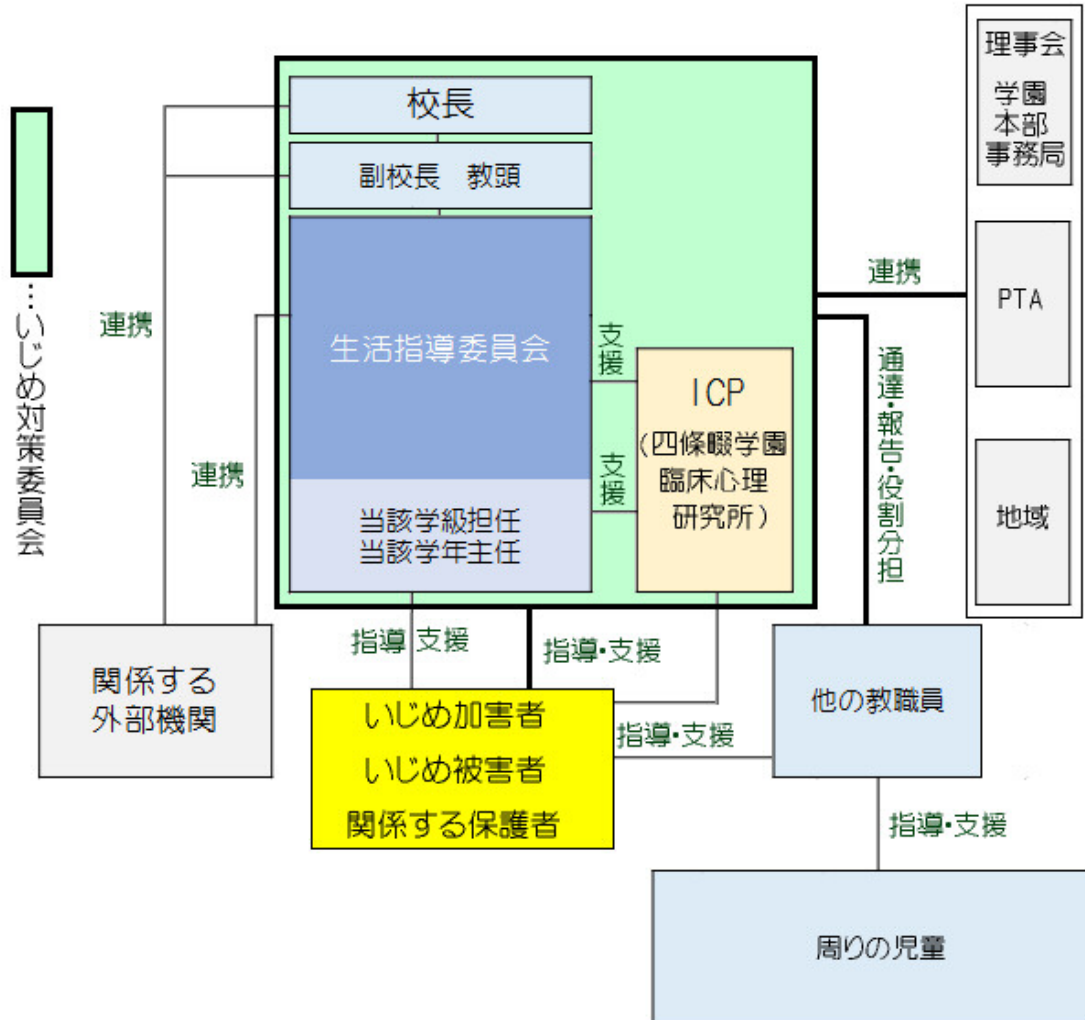 校長
副校長 教頭
生活指導委員会
当該学級担任
当該学年主任
支援
支援
ICP
(四條畷学園
臨床心理
研究所)
…いじめ対策委員会
連携
連携
連携
理事会
学園
本部
事務局
PTA
地域
通達・報告・役割分担
関係する
外部機関
指導 支援
指導・支援
指導・支援
いじめ加害者
いじめ被害者
関係する保護者
他の教職員
指導・支援
周りの児童